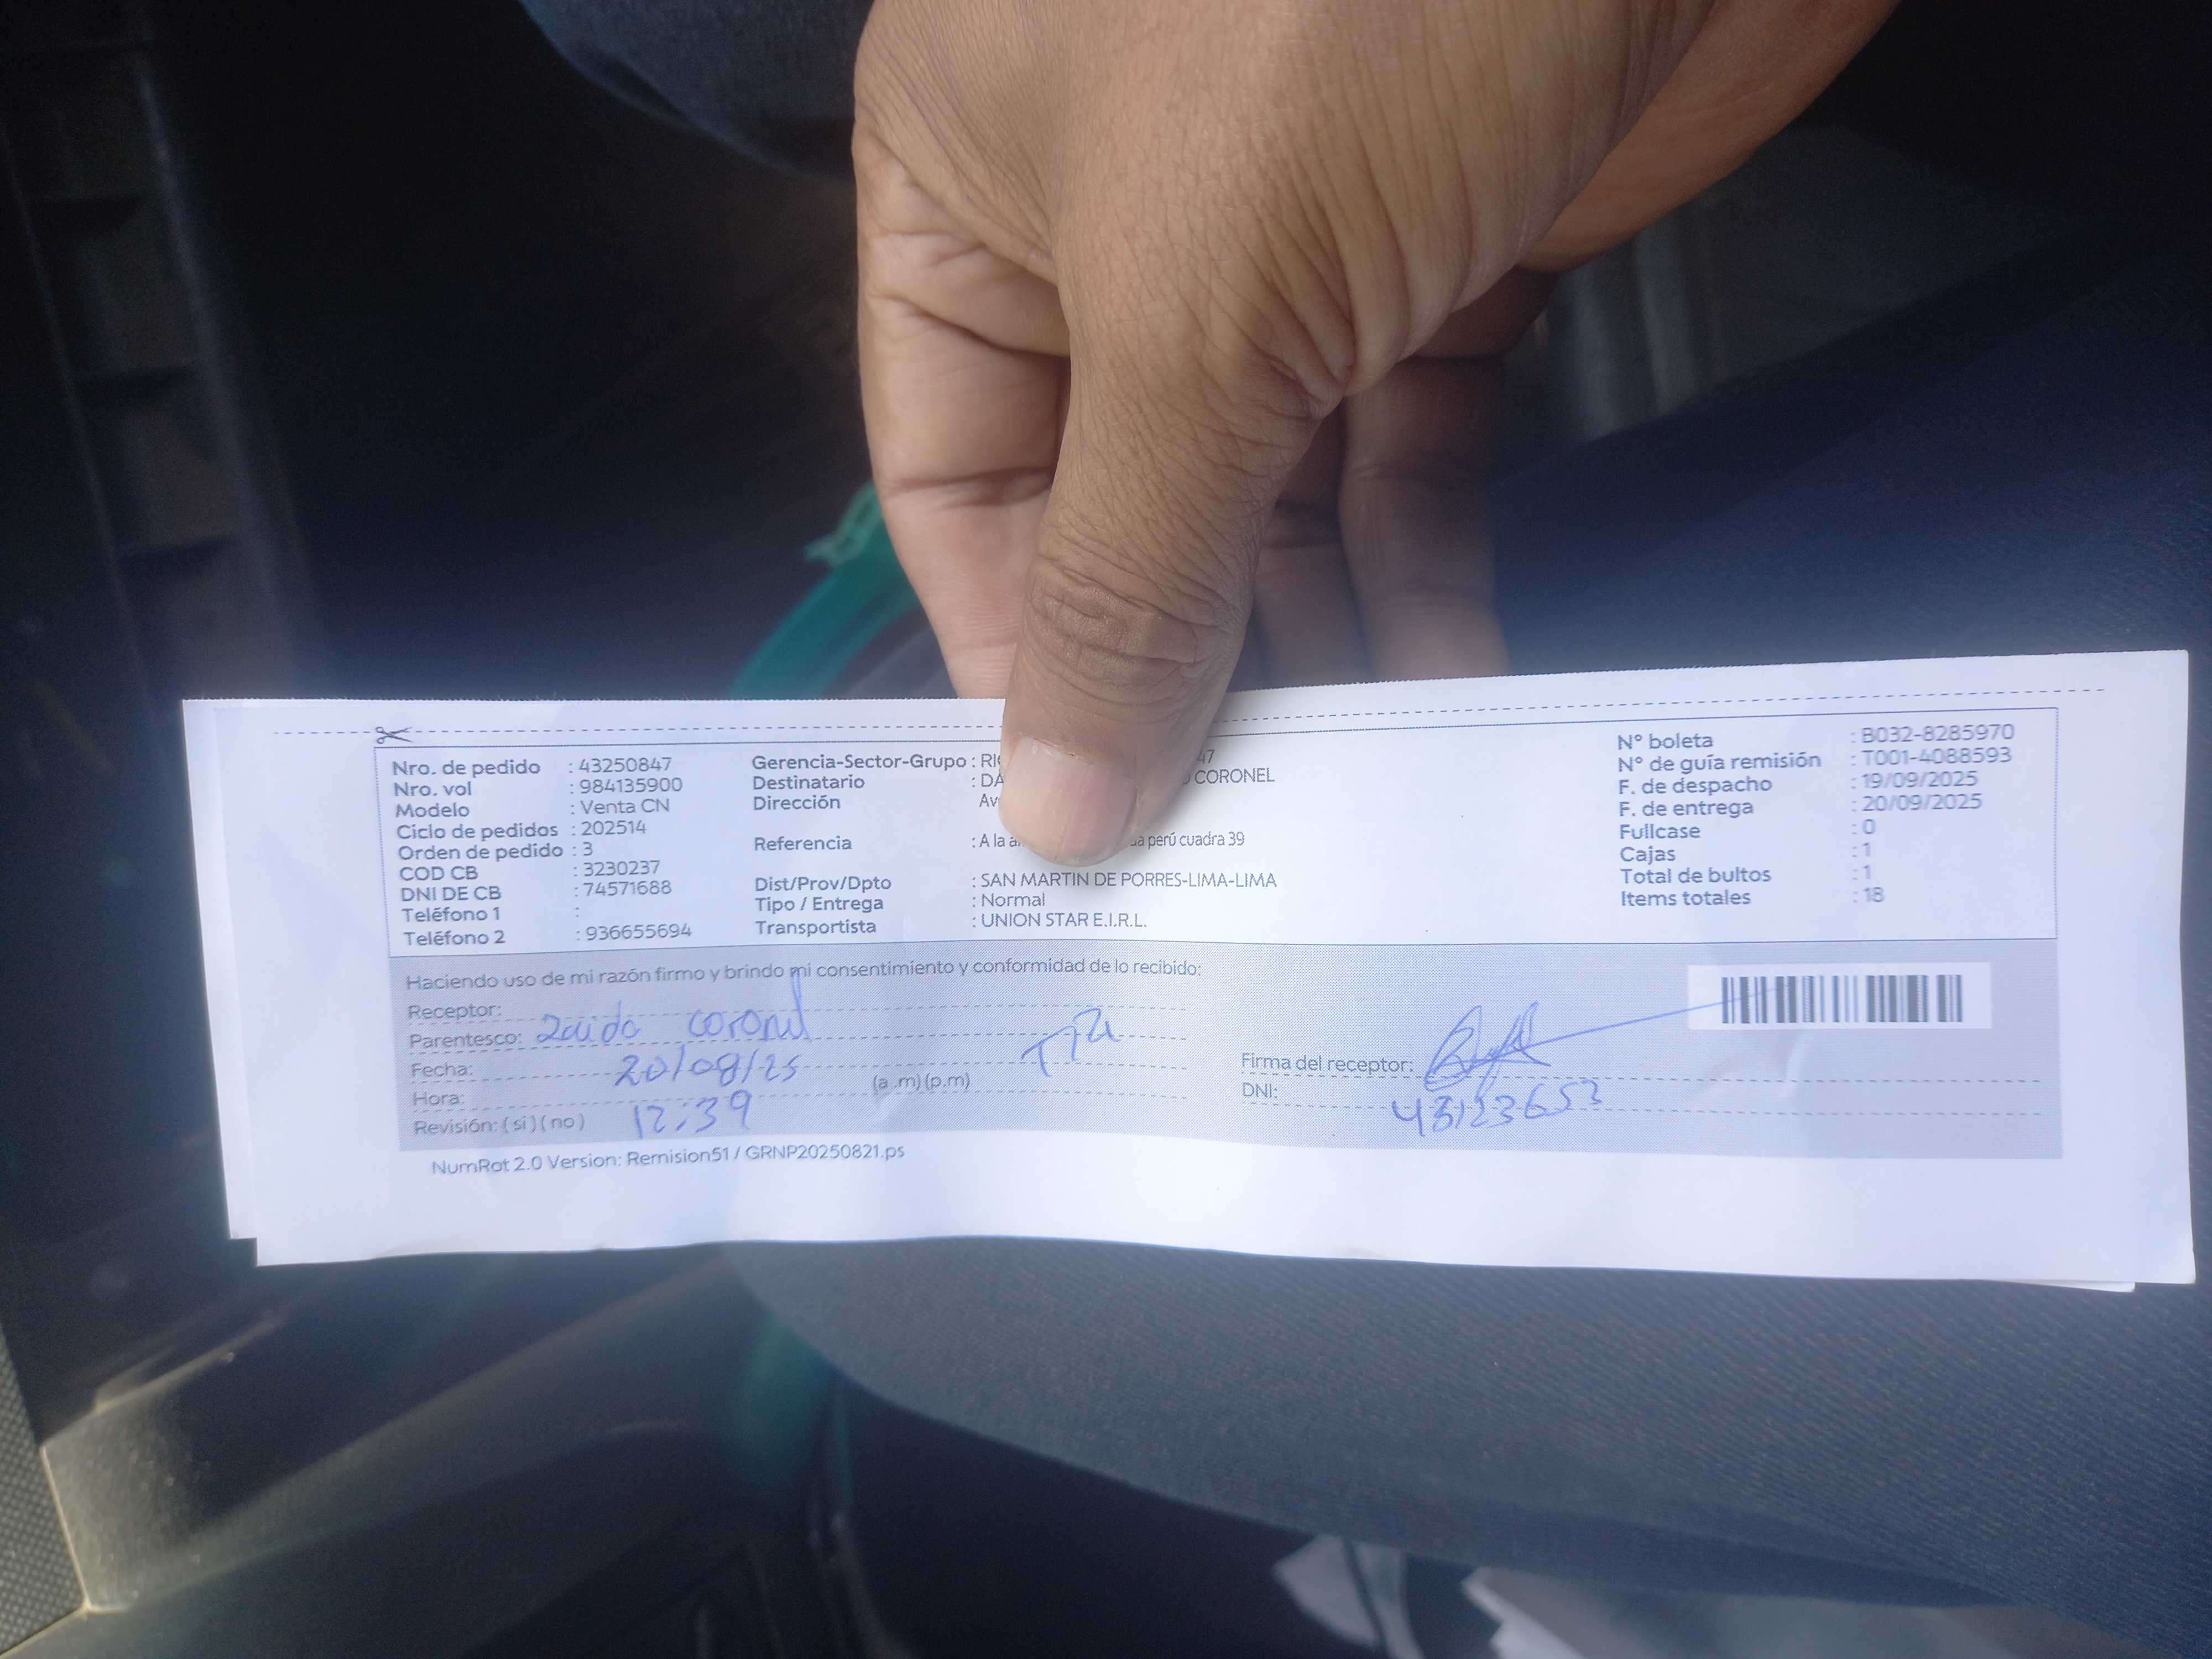 Nro. de pedido : 43250847
Nro. vol : 984135900
Modelo : Venta CN
Ciclo de pedidos : 202514
Orden de pedido : 3
COD CB : 3230237
DNI DE CB : 74571688
Teléfono 1 :
Teléfono 2 : 936655694
Gerencia-Sector-Grupo : 47
Destinatario : CORONEL
Dirección
Referencia : A la perú cuadra 39
Dist/Prov/Dpto : SAN MARTIN DE PORRES-LIMA-LIMA
Tipo / Entrega : Normal
Transportista : UNION STAR E.I.R.L.
N° boleta : B032-8285970
N° de guía remisión : T001-4088593
F. de despacho : 19/09/2025
F. de entrega : 20/09/2025
Fullcase : 0
Cajas : 1
Total de bultos : 1
Items totales : 18
Haciendo uso de mi razón firmo y brindo mi consentimiento y conformidad de lo recibido:
Receptor:
Parentesco: Zaida Coronel
Fecha: 20/08/25 Tía
Hora: (a .m) (p.m)
Revisión: ( si ) ( no ) 12:39
Firma del receptor:
DNI: 43123653
NumRot 2.0 Version: Remision51 / GRNP20250821.ps